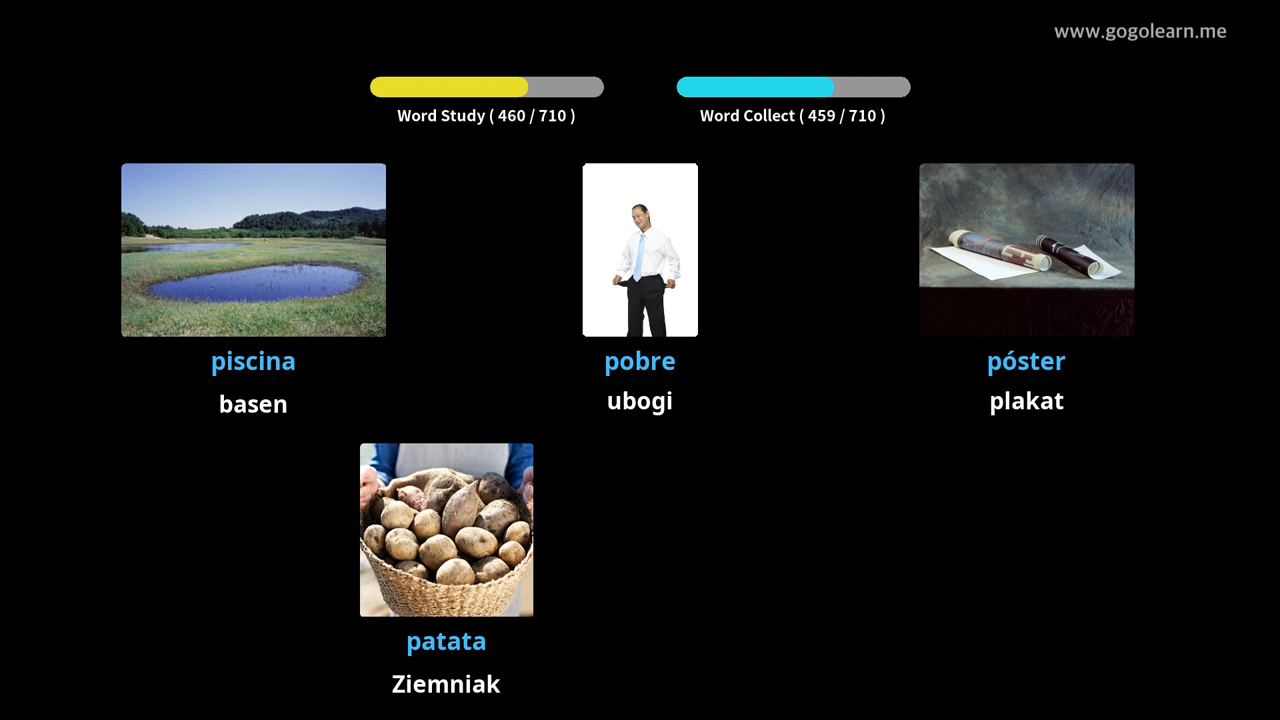 www.gogolearn.me
Word Study ( 460 / 710 )
Word Collect ( 459 / 710 )
piscina
basen
pobre
ubogi
póster
plakat
patata
Ziemniak